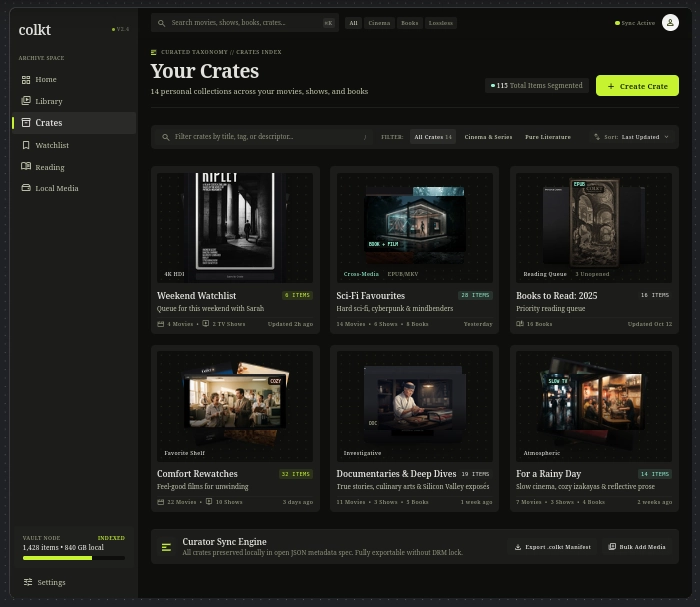 colkt
V2.4
Search movies, shows, books, crates...
⌘K
All
Cinema
Books
Lossless
Sync Active
ARCHIVE SPACE
Home
Library
Crates
Watchlist
Reading
Local Media
VAULT NODE
INDEXED
1,428 items • 840 GB local
Settings
CURATED TAXONOMY // CRATES INDEX
Your Crates
14 personal collections across your movies, shows, and books
115 Total Items Segmented
+ Create Crate
Filter crates by title, tag, or descriptor...
/
FILTER:
All Crates 14
Cinema & Series
Pure Literature
Sort: Last Updated
RIPLEY
4K HDR
Weekend Watchlist
6 ITEMS
Queue for this weekend with Sarah
4 Movies • 2 TV Shows
Updated 2h ago
BOOK + FILM
Cross-Media
EPUB/MKV
Sci-Fi Favourites
28 ITEMS
Hard sci-fi, cyberpunk & mindbenders
14 Movies • 6 Shows • 8 Books
Yesterday
EPUB
Reading Queue
3 Unopened
Books to Read: 2025
16 ITEMS
Priority reading queue
16 Books
Updated Oct 12
COZY
Favorite Shelf
Comfort Rewatches
32 ITEMS
Feel-good films for unwinding
22 Movies • 10 Shows
3 days ago
DOC
Investigative
Documentaries & Deep Dives
19 ITEMS
True stories, culinary arts & Silicon Valley exposés
11 Movies • 3 Shows • 5 Books
1 week ago
SLOW TV
Atmospheric
For a Rainy Day
14 ITEMS
Slow cinema, cozy izakayas & reflective prose
7 Movies • 3 Shows • 4 Books
2 weeks ago
Curator Sync Engine
All crates preserved locally in open JSON metadata spec. Fully exportable without DRM lock.
Export .colkt Manifest
Bulk Add Media